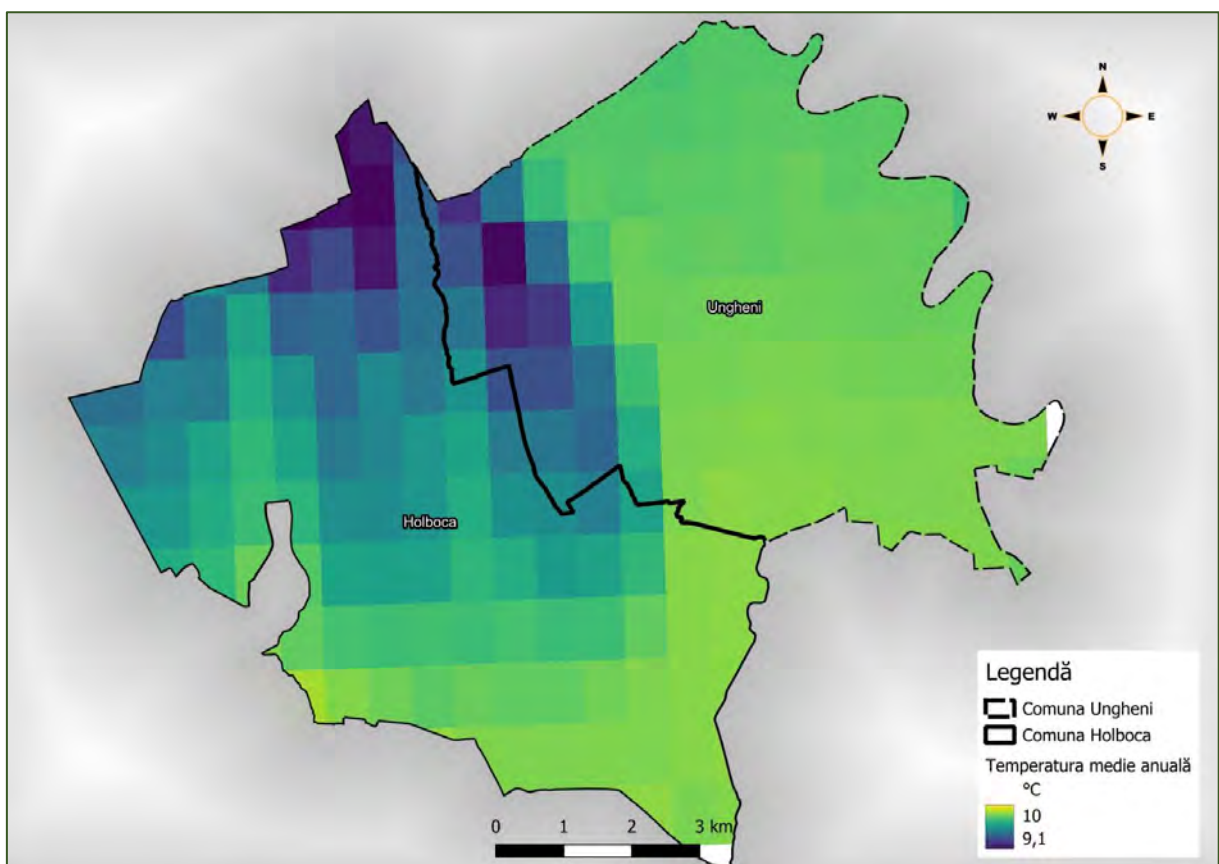 N
W E
S
Ungheni
Holboca
Legendă
Comuna Ungheni
Comuna Holboca
Temperatura medie anuală
°C
10
9,1
0 1 2 3 km